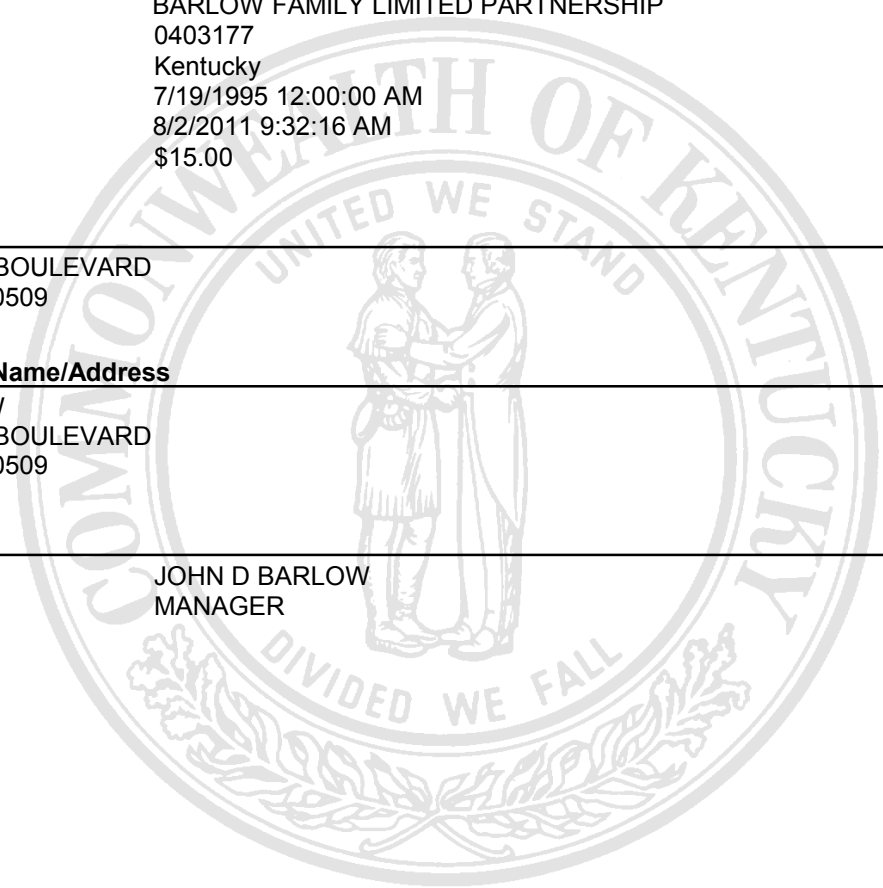 BARLOW FAMILY LIMITED PARTNERSHIP
0403177
Kentucky
7/19/1995 12:00:00 AM
8/2/2011 9:32:16 AM
$15.00
BOULEVARD
0509
Name/Address
BOULEVARD
0509
JOHN D BARLOW
MANAGER
COMMONWEALTH OF KENTUCKY
UNITED WE STAND
DIVIDED WE FALL